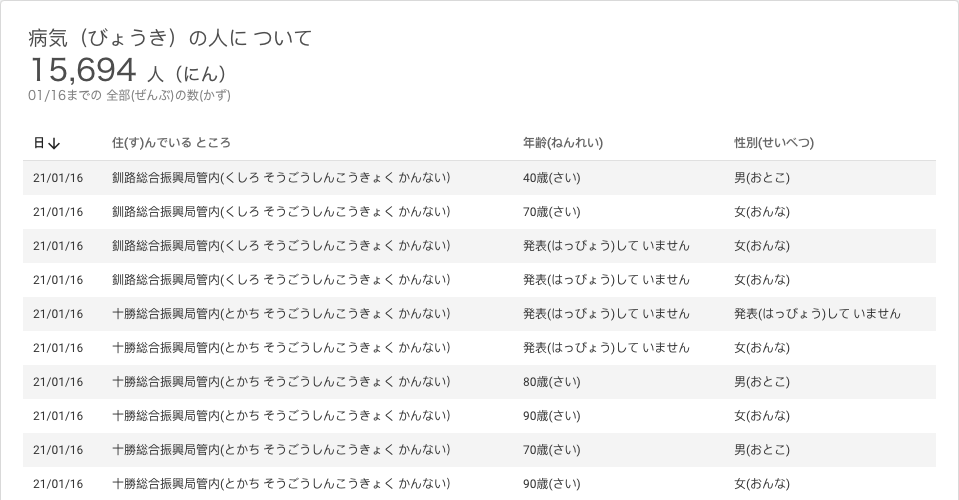 病気（びょうき）の人に ついて
15,694 人（にん）
01/16までの 全部(ぜんぶ)の数(かず)
日↓ 住(す)んでいる ところ 年齢(ねんれい) 性別(せいべつ)
21/01/16 釧路総合振興局管内(くしろ そうごうしんこうきょく かんない) 40歳(さい) 男(おとこ)
21/01/16 釧路総合振興局管内(くしろ そうごうしんこうきょく かんない) 70歳(さい) 女(おんな)
21/01/16 釧路総合振興局管内(くしろ そうごうしんこうきょく かんない) 発表(はっぴょう)して いません 女(おんな)
21/01/16 釧路総合振興局管内(くしろ そうごうしんこうきょく かんない) 発表(はっぴょう)して いません 女(おんな)
21/01/16 十勝総合振興局管内(とかち そうごうしんこうきょく かんない) 発表(はっぴょう)して いません 発表(はっぴょう)して いません
21/01/16 十勝総合振興局管内(とかち そうごうしんこうきょく かんない) 発表(はっぴょう)して いません 女(おんな)
21/01/16 十勝総合振興局管内(とかち そうごうしんこうきょく かんない) 80歳(さい) 男(おとこ)
21/01/16 十勝総合振興局管内(とかち そうごうしんこうきょく かんない) 90歳(さい) 女(おんな)
21/01/16 十勝総合振興局管内(とかち そうごうしんこうきょく かんない) 70歳(さい) 男(おとこ)
21/01/16 十勝総合振興局管内(とかち そうごうしんこうきょく かんない) 90歳(さい) 女(おんな)